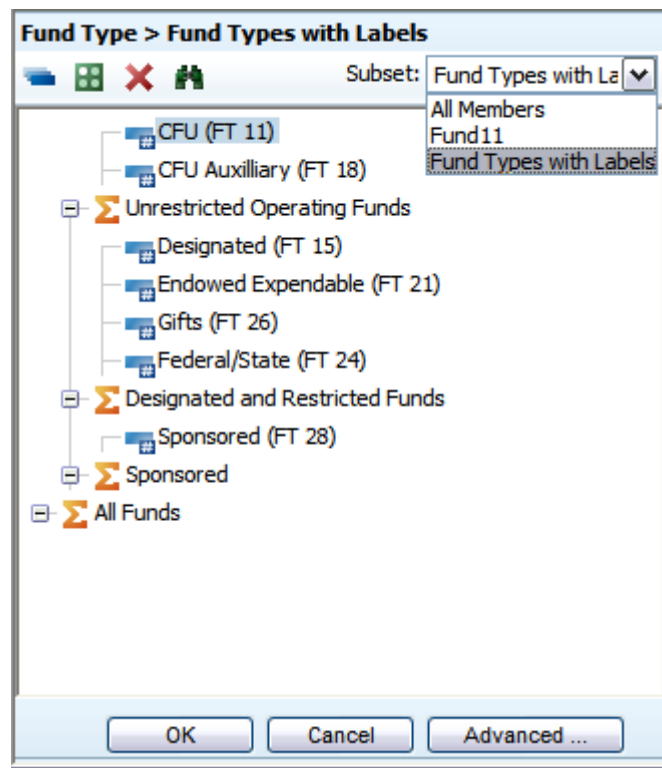 Fund Type > Fund Types with Labels
Subset: Fund Types with La
All Members
Fund11
Fund Types with Labels
CFU (FT 11)
CFU Auxilliary (FT 18)
Unrestricted Operating Funds
Designated (FT 15)
Endowed Expendable (FT 21)
Gifts (FT 26)
Federal/State (FT 24)
Designated and Restricted Funds
Sponsored (FT 28)
Sponsored
All Funds
OK Cancel Advanced ...